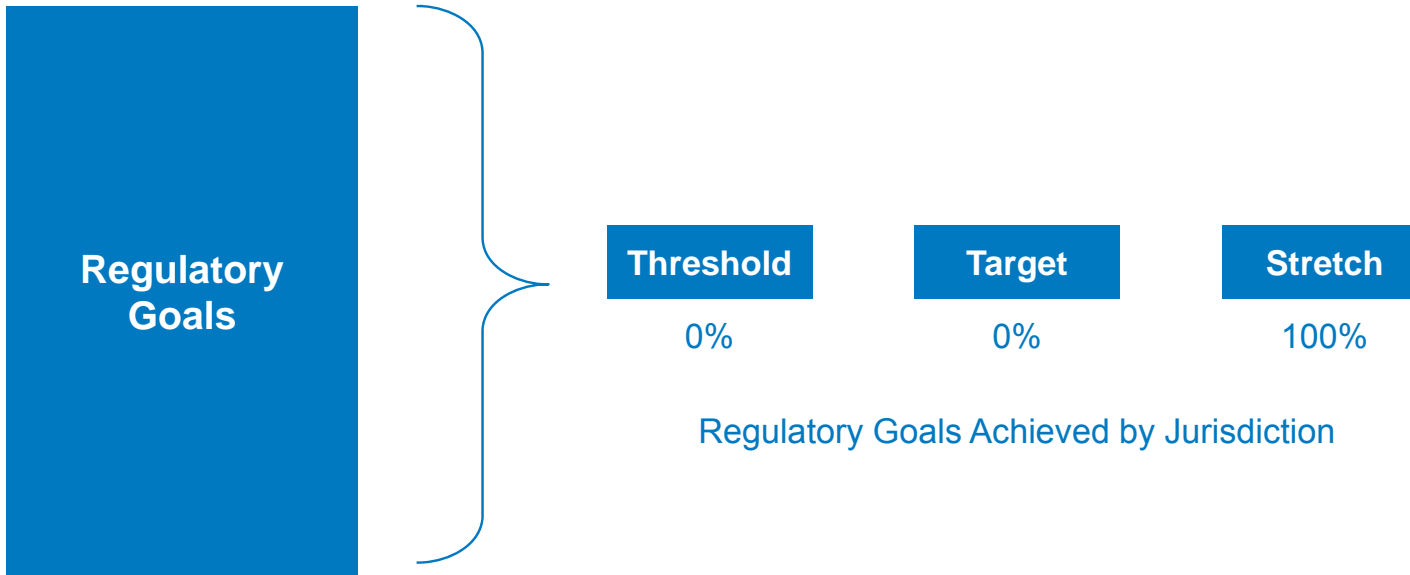 Regulatory
Goals
Threshold
Target
Stretch
0%
0%
100%
Regulatory Goals Achieved by Jurisdiction